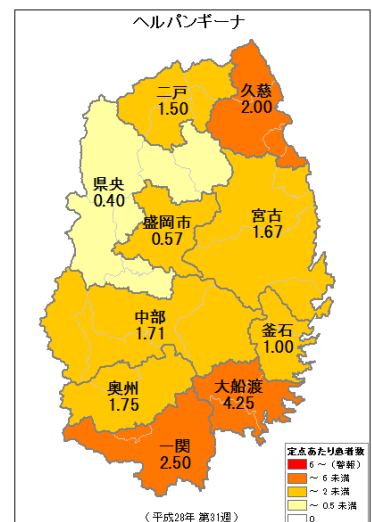 ヘルパンギーナ
二戸
1.50
久慈
2.00
県央
0.40
盛岡市
0.57
宮古
1.67
中部
1.71
釜石
1.00
奥州
1.75
大船渡
4.25
一関
2.50
定点あたり患者数
6 ~ (警報)
~ 6 未満
~ 2 未満
~ 0.5 未満
0
(平成28年 第31週)